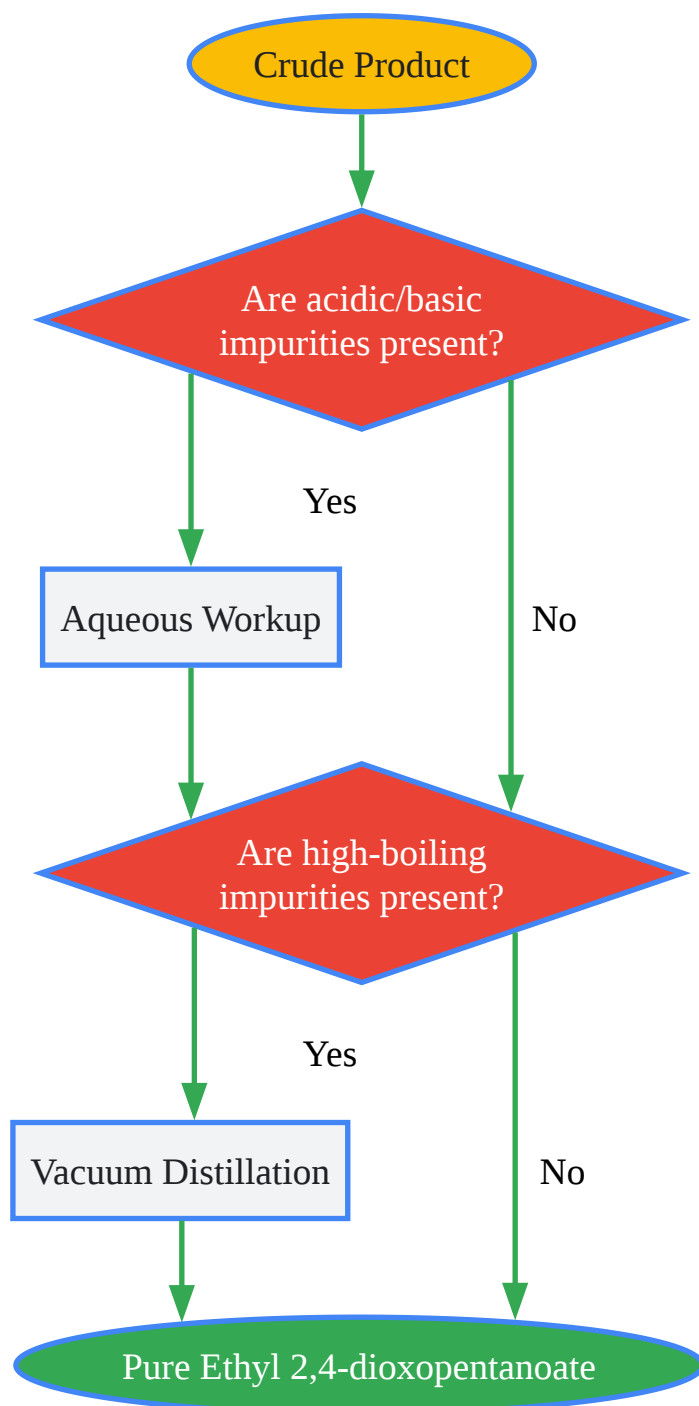 Crude Product
Are acidic/basic
impurities present?
Yes
Aqueous Workup
No
Are high-boiling
impurities present?
Yes
Vacuum Distillation
No
Pure Ethyl 2,4-dioxopentanoate